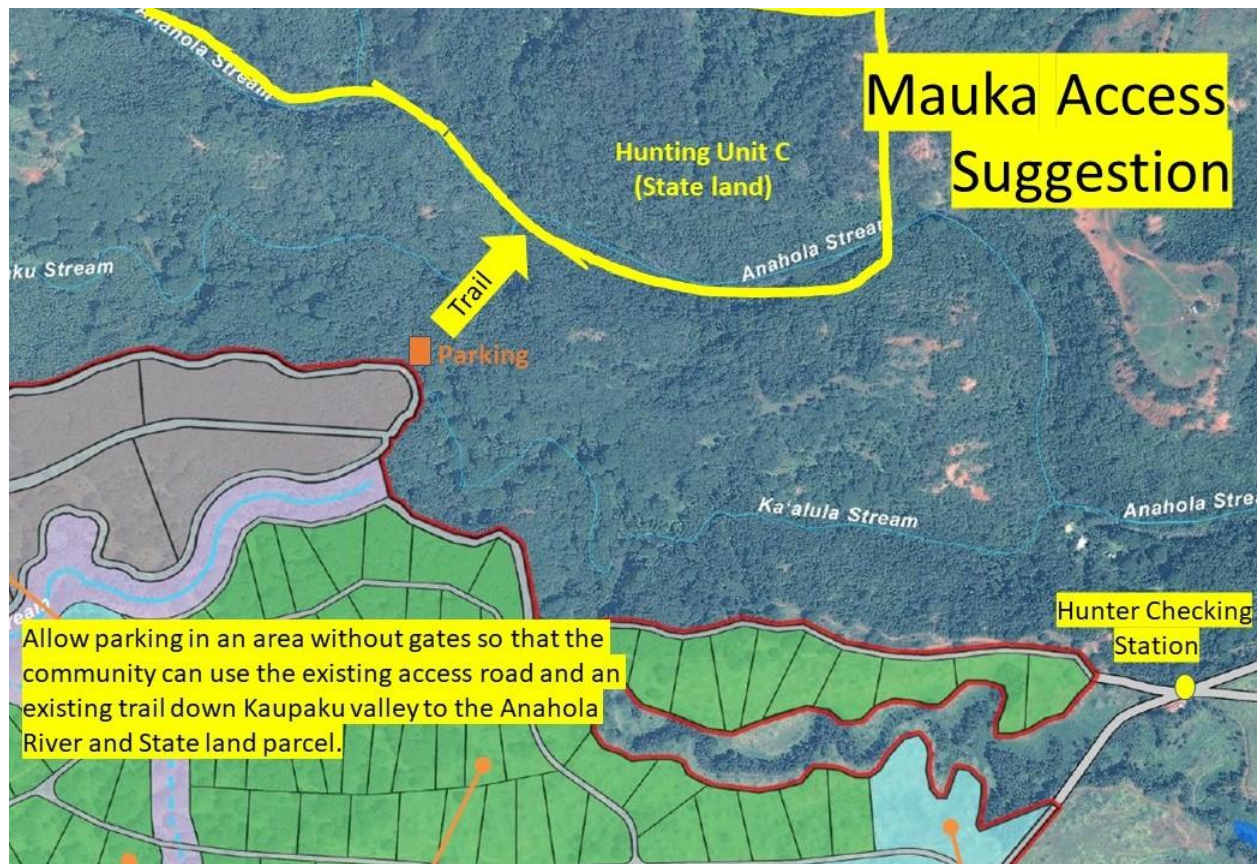 Anahola Stream
Mauka Access
Suggestion
Hunting Unit C
(State land)
Anahola Stream
ku Stream
Trail
Parking
Ka'alula Stream
Anahola Strea
Hunter Checking
Station
ream
Allow parking in an area without gates so that the
community can use the existing access road and an
existing trail down Kaupaku valley to the Anahola
River and State land parcel.